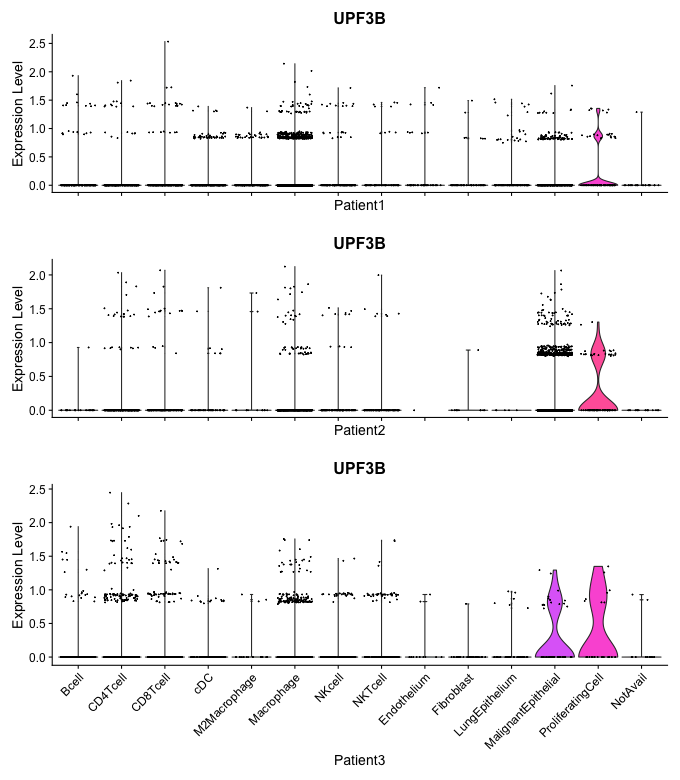 UPF3B
Expression Level
2.5
2.0
1.5
1.0
0.5
0.0
Patient1
UPF3B
Expression Level
2.0
1.5
1.0
0.5
0.0
Patient2
UPF3B
Expression Level
2.5
2.0
1.5
1.0
0.5
0.0
Bcell
CD4Tcell
CD8Tcell
cDC
M2Macrophage
Macrophage
NKcell
NKTcell
Endothelium
Fibroblast
LungEpithelium
MalignantEpithelial
ProliferatingCell
NotAvail
Patient3